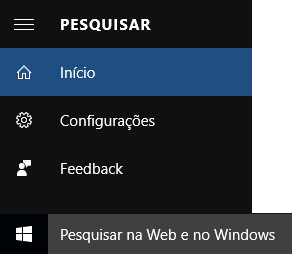 PESQUISAR
Início
Configurações
Feedback
Pesquisar na Web e no Windows